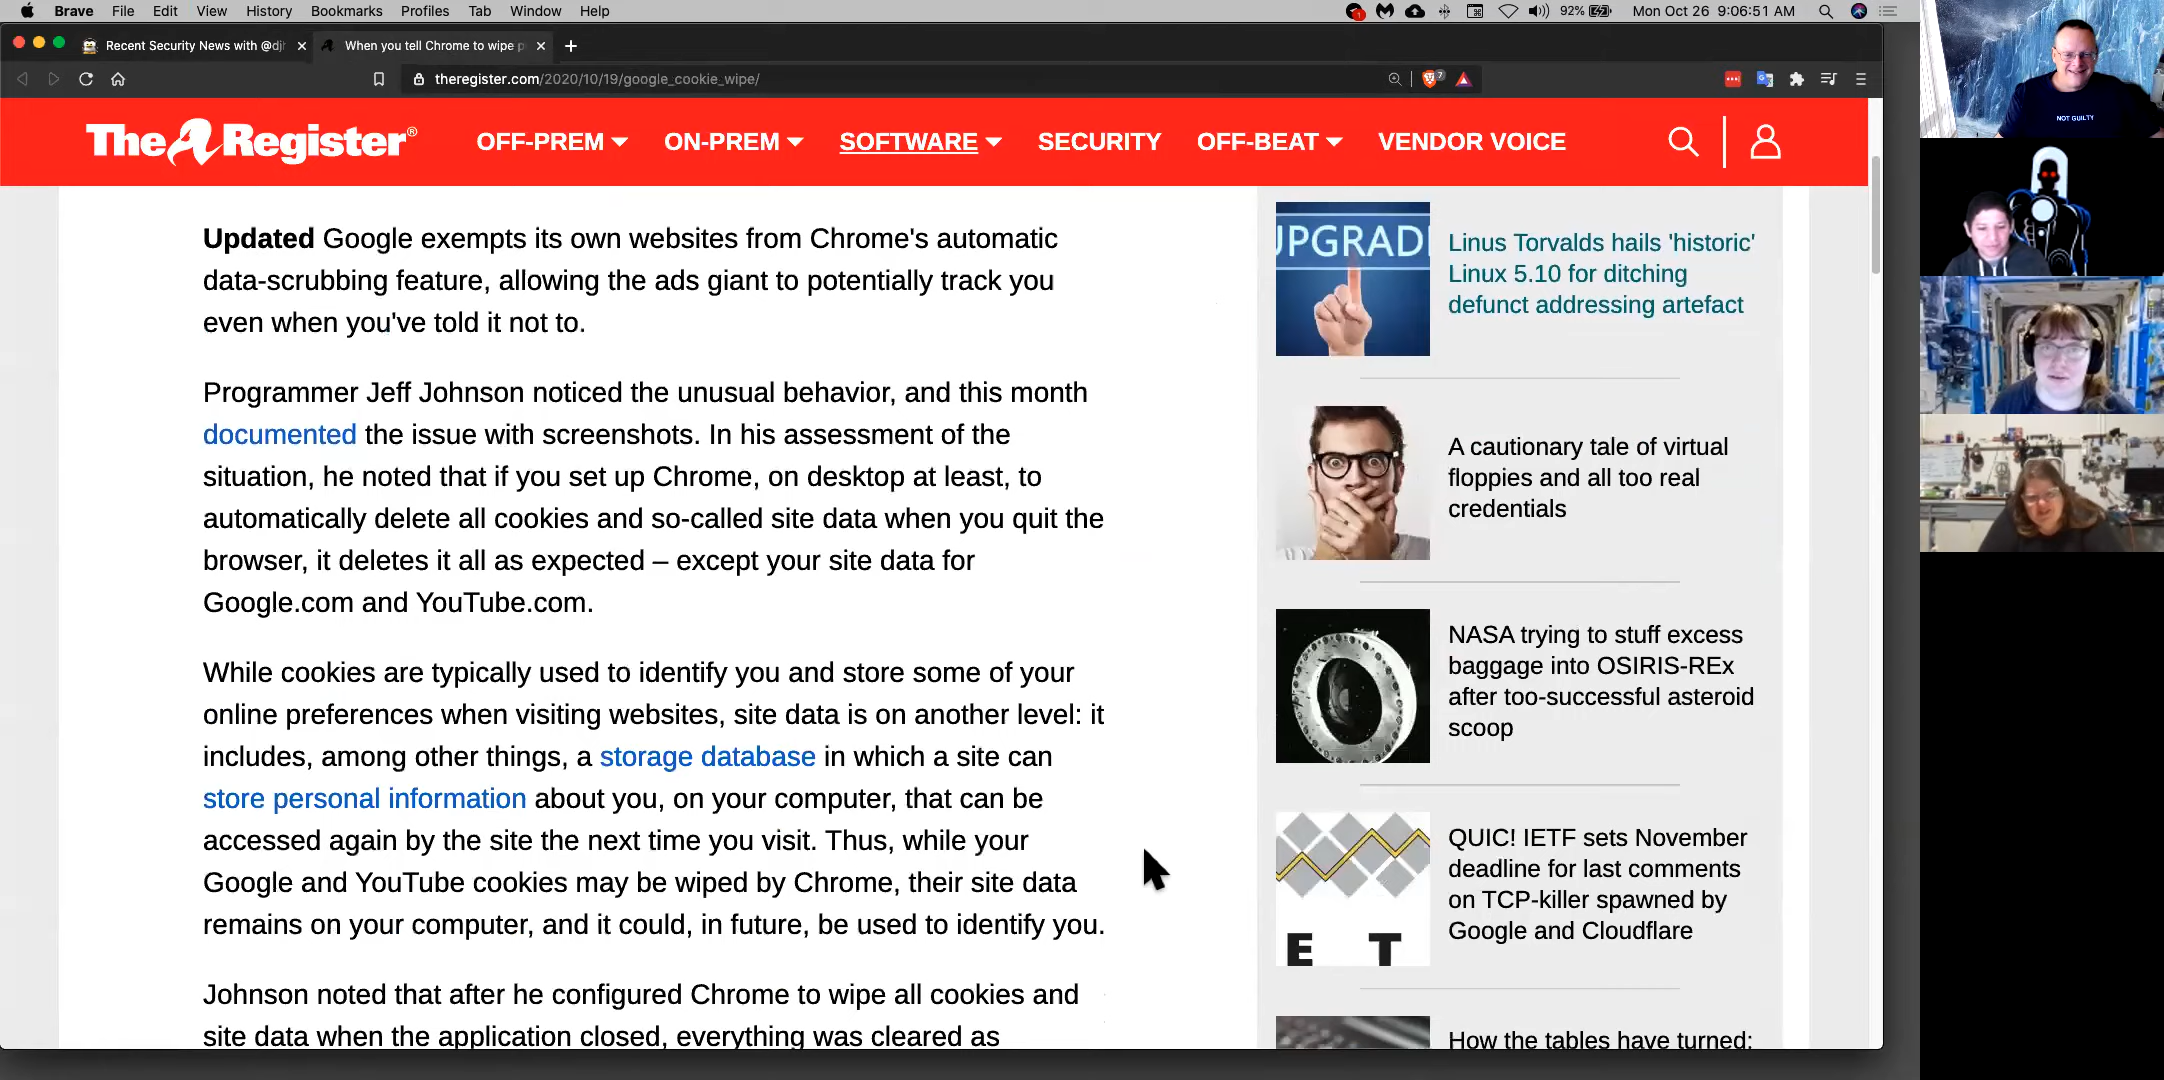 Brave File Edit View History Bookmarks Profiles Tab Window Help
92% Mon Oct 26 9:06:51 AM
Recent Security News with @djh
When you tell Chrome to wipe p
theregister.com/2020/10/19/google_cookie_wipe/
7
The Register®
OFF-PREM ON-PREM SOFTWARE SECURITY OFF-BEAT VENDOR VOICE
Updated Google exempts its own websites from Chrome's automatic
data-scrubbing feature, allowing the ads giant to potentially track you
even when you've told it not to.
Programmer Jeff Johnson noticed the unusual behavior, and this month
documented the issue with screenshots. In his assessment of the
situation, he noted that if you set up Chrome, on desktop at least, to
automatically delete all cookies and so-called site data when you quit the
browser, it deletes it all as expected – except your site data for
Google.com and YouTube.com.
While cookies are typically used to identify you and store some of your
online preferences when visiting websites, site data is on another level: it
includes, among other things, a storage database in which a site can
store personal information about you, on your computer, that can be
accessed again by the site the next time you visit. Thus, while your
Google and YouTube cookies may be wiped by Chrome, their site data
remains on your computer, and it could, in future, be used to identify you.
Johnson noted that after he configured Chrome to wipe all cookies and
site data when the application closed, everything was cleared as
UPGRAD
Linus Torvalds hails 'historic'
Linux 5.10 for ditching
defunct addressing artefact
A cautionary tale of virtual
floppies and all too real
credentials
NASA trying to stuff excess
baggage into OSIRIS-REx
after too-successful asteroid
scoop
E T
QUIC! IETF sets November
deadline for last comments
on TCP-killer spawned by
Google and Cloudflare
How the tables have turned:
NOT GUILTY